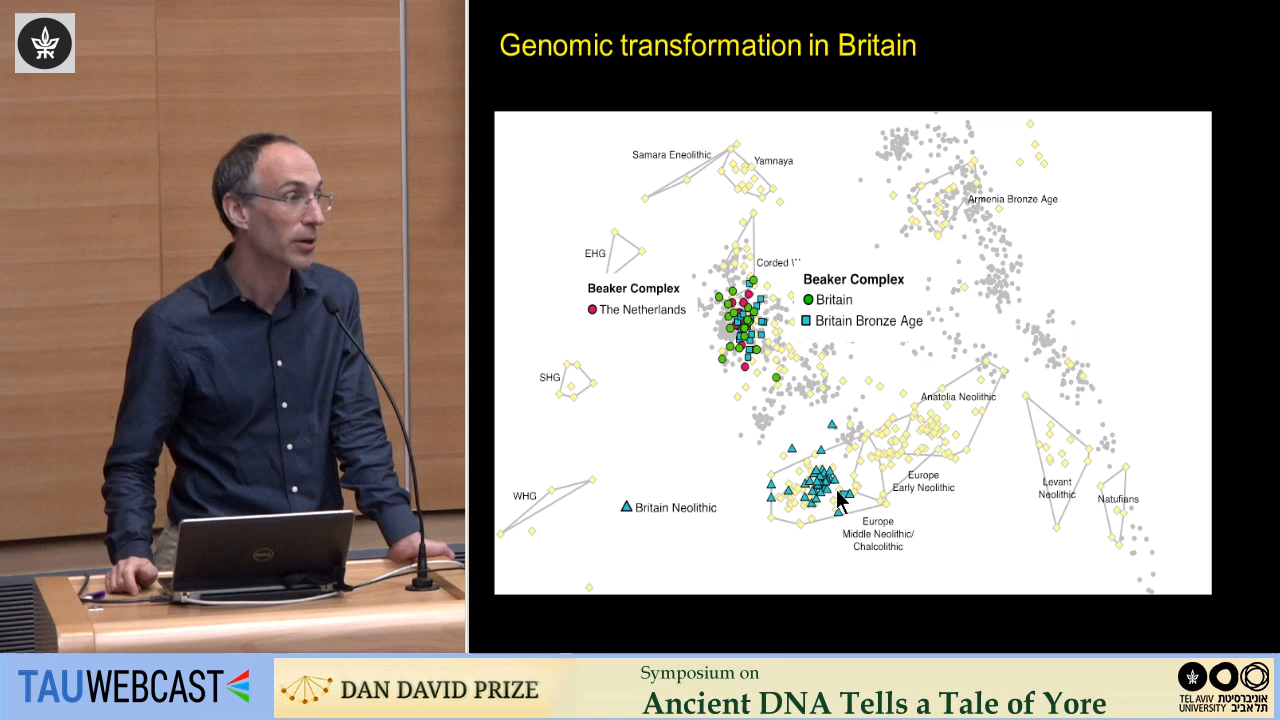 Genomic transformation in Britain
Samara Eneolithic
Yamnaya
Armenia Bronze Age
EHG
Corded
Beaker Complex
The Netherlands
Beaker Complex
Britain
Britain Bronze Age
SHG
Anatolia Neolithic
WHG
Britain Neolithic
Europe
Early Neolithic
Levant
Neolithic
Natufians
Europe
Middle Neolithic/
Chalcolithic
DELL
TAUWEBCAST
DAN DAVID PRIZE
Symposium on
Ancient DNA Tells a Tale of Yore
TEL AVIV אוניברסיטת
UNIVERSITY תל אביב